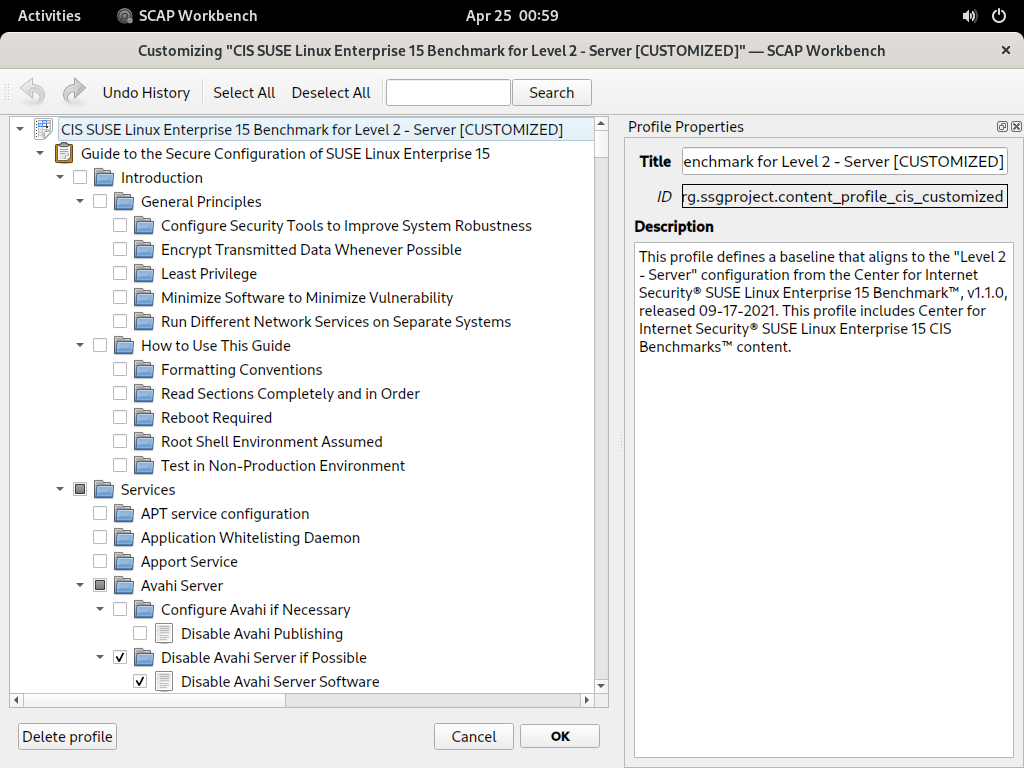 Activities
SCAP Workbench
Apr 25 00:59
Customizing "CIS SUSE Linux Enterprise 15 Benchmark for Level 2 - Server [CUSTOMIZED]" — SCAP Workbench
Undo History
Select All
Deselect All
Search
CIS SUSE Linux Enterprise 15 Benchmark for Level 2 - Server [CUSTOMIZED]
Guide to the Secure Configuration of SUSE Linux Enterprise 15
Introduction
General Principles
Configure Security Tools to Improve System Robustness
Encrypt Transmitted Data Whenever Possible
Least Privilege
Minimize Software to Minimize Vulnerability
Run Different Network Services on Separate Systems
How to Use This Guide
Formatting Conventions
Read Sections Completely and in Order
Reboot Required
Root Shell Environment Assumed
Test in Non-Production Environment
Services
APT service configuration
Application Whitelisting Daemon
Apport Service
Avahi Server
Configure Avahi if Necessary
Disable Avahi Publishing
Disable Avahi Server if Possible
Disable Avahi Server Software
Delete profile
Cancel
OK
Profile Properties
Title
enchmark for Level 2 - Server [CUSTOMIZED]
ID
rg.ssgproject.content_profile_cis_customized
Description
This profile defines a baseline that aligns to the "Level 2
- Server" configuration from the Center for Internet
Security® SUSE Linux Enterprise 15 Benchmark™, v1.1.0,
released 09-17-2021. This profile includes Center for
Internet Security® SUSE Linux Enterprise 15 CIS
Benchmarks™ content.